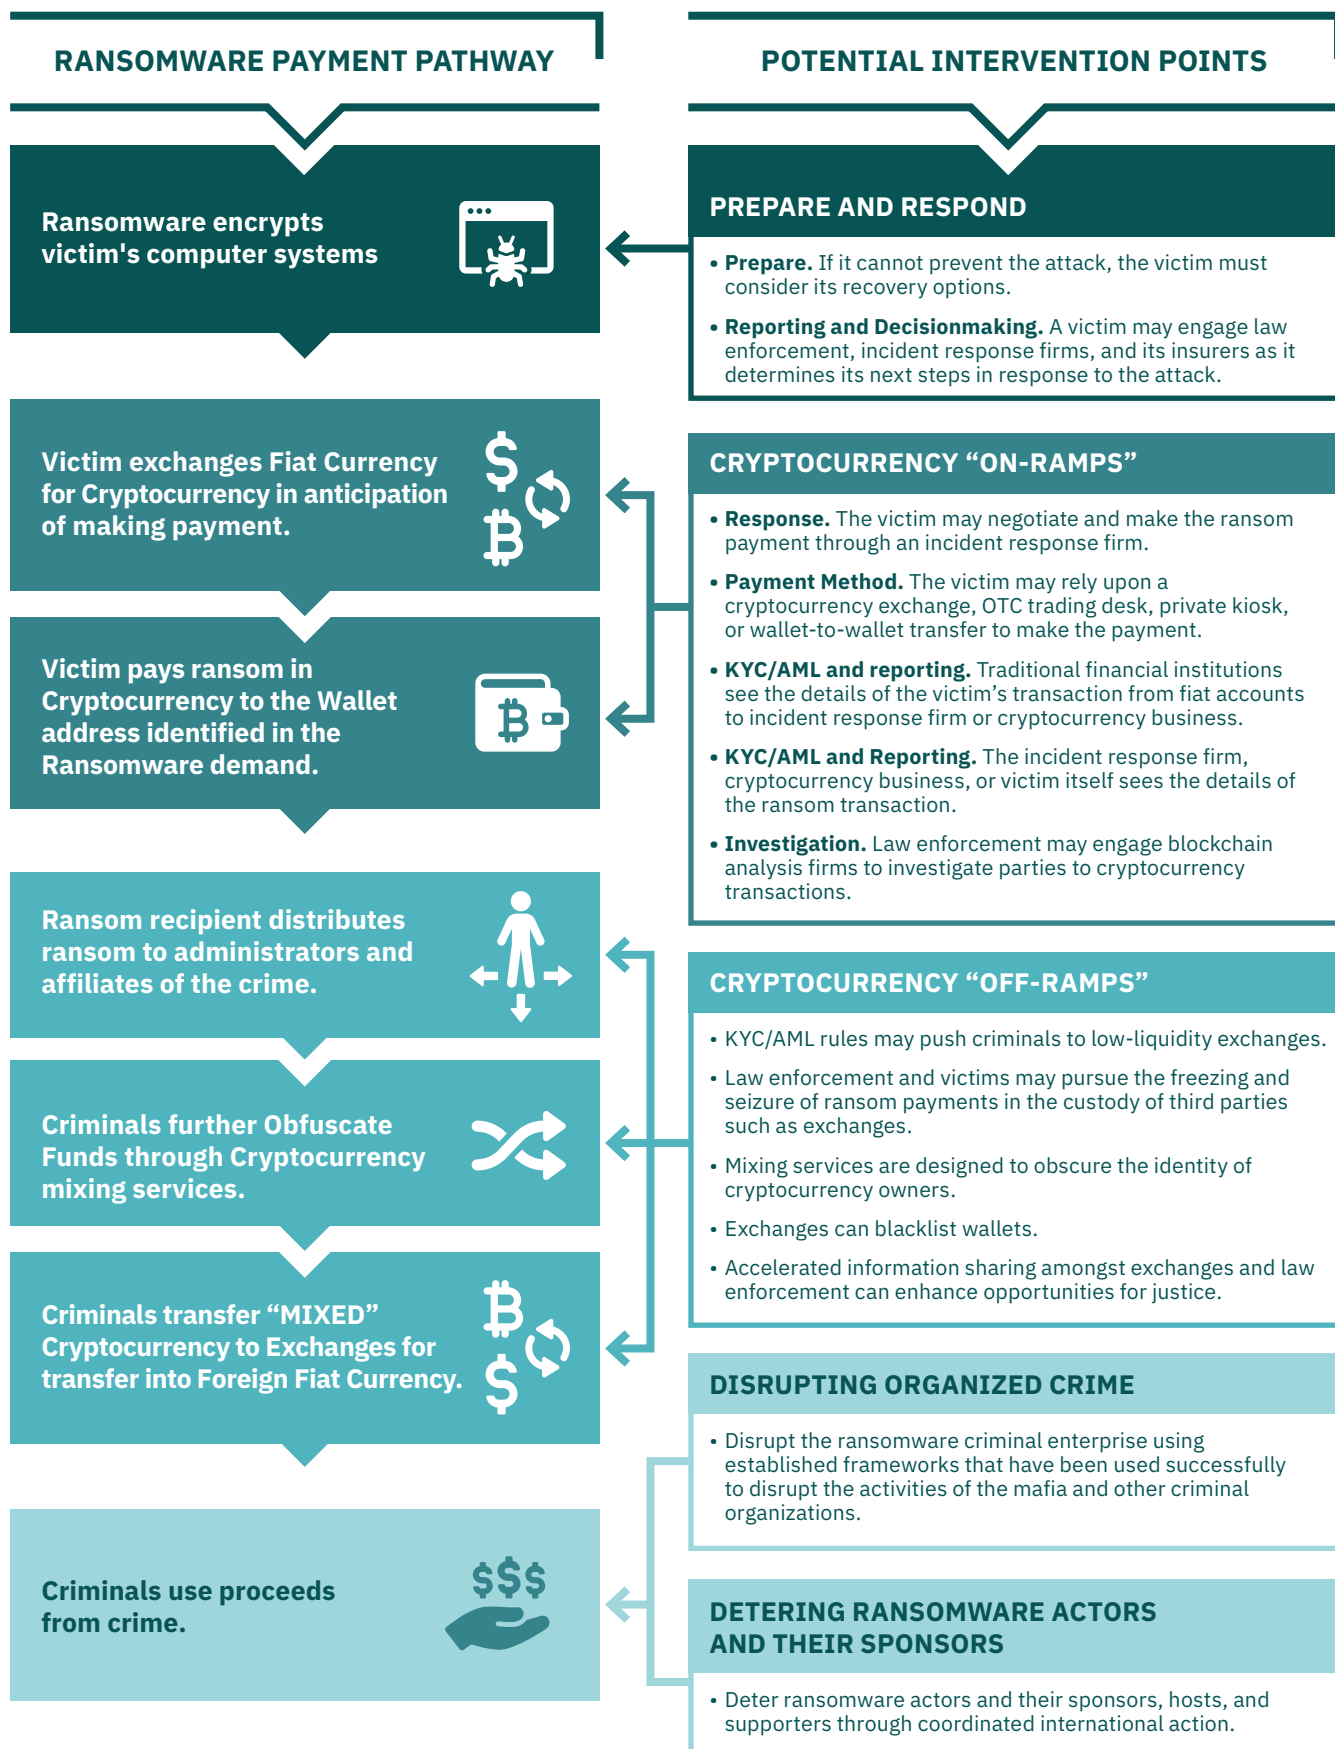 RANSOMWARE PAYMENT PATHWAY
Ransomware encrypts
victim's computer systems
Victim exchanges Fiat Currency
for Cryptocurrency in anticipation
of making payment.
Victim pays ransom in
Cryptocurrency to the Wallet
address identified in the
Ransomware demand.
Ransom recipient distributes
ransom to administrators and
affiliates of the crime.
Criminals further Obfuscate
Funds through Cryptocurrency
mixing services.
Criminals transfer “MIXED”
Cryptocurrency to Exchanges for
transfer into Foreign Fiat Currency.
Criminals use proceeds
from crime.
POTENTIAL INTERVENTION POINTS
PREPARE AND RESPOND
• Prepare. If it cannot prevent the attack, the victim must
consider its recovery options.
• Reporting and Decisionmaking. A victim may engage law
enforcement, incident response firms, and its insurers as it
determines its next steps in response to the attack.
CRYPTOCURRENCY “ON-RAMPS”
• Response. The victim may negotiate and make the ransom
payment through an incident response firm.
• Payment Method. The victim may rely upon a
cryptocurrency exchange, OTC trading desk, private kiosk,
or wallet-to-wallet transfer to make the payment.
• KYC/AML and reporting. Traditional financial institutions
see the details of the victim’s transaction from fiat accounts
to incident response firm or cryptocurrency business.
• KYC/AML and Reporting. The incident response firm,
cryptocurrency business, or victim itself sees the details of
the ransom transaction.
• Investigation. Law enforcement may engage blockchain
analysis firms to investigate parties to cryptocurrency
transactions.
CRYPTOCURRENCY “OFF-RAMPS”
• KYC/AML rules may push criminals to low-liquidity exchanges.
• Law enforcement and victims may pursue the freezing and
seizure of ransom payments in the custody of third parties
such as exchanges.
• Mixing services are designed to obscure the identity of
cryptocurrency owners.
• Exchanges can blacklist wallets.
• Accelerated information sharing amongst exchanges and law
enforcement can enhance opportunities for justice.
DISRUPTING ORGANIZED CRIME
• Disrupt the ransomware criminal enterprise using
established frameworks that have been used successfully
to disrupt the activities of the mafia and other criminal
organizations.
DETERING RANSOMWARE ACTORS
AND THEIR SPONSORS
• Deter ransomware actors and their sponsors, hosts, and
supporters through coordinated international action.